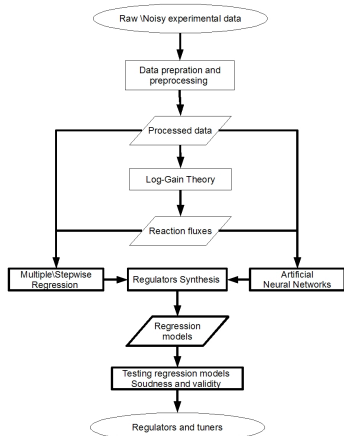 Raw \Noisy experimental data
Data prepration and
preprocessing
Processed data
Log-Gain Theory
Reaction fluxes
Multiple\Stepwise
Regression
Regulators Synthesis
Artificial
Neural Networks
Regression
models
Testing regression models
Soudness and validity
Regulators and tuners